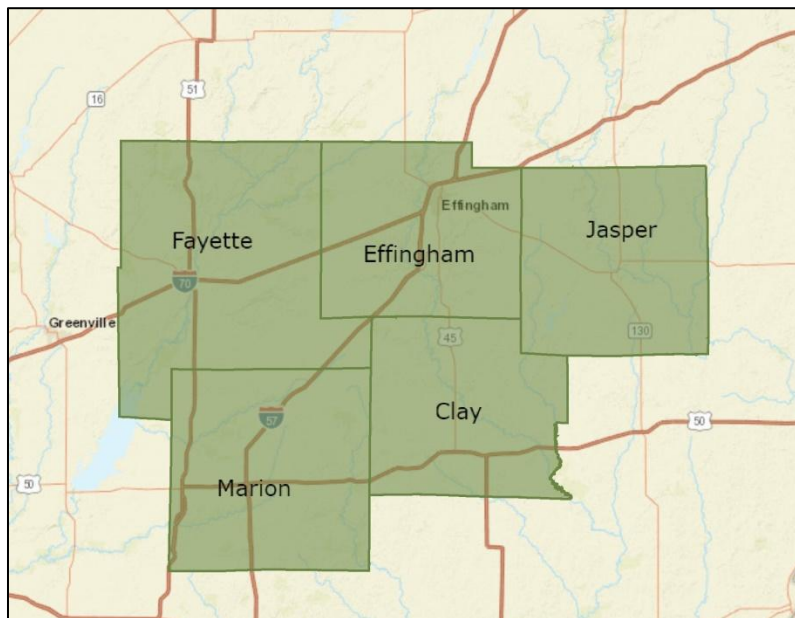 51
16
Effingham
Jasper
Fayette
Effingham
70
Greenville
130
45
57
Clay
50
50
Marion